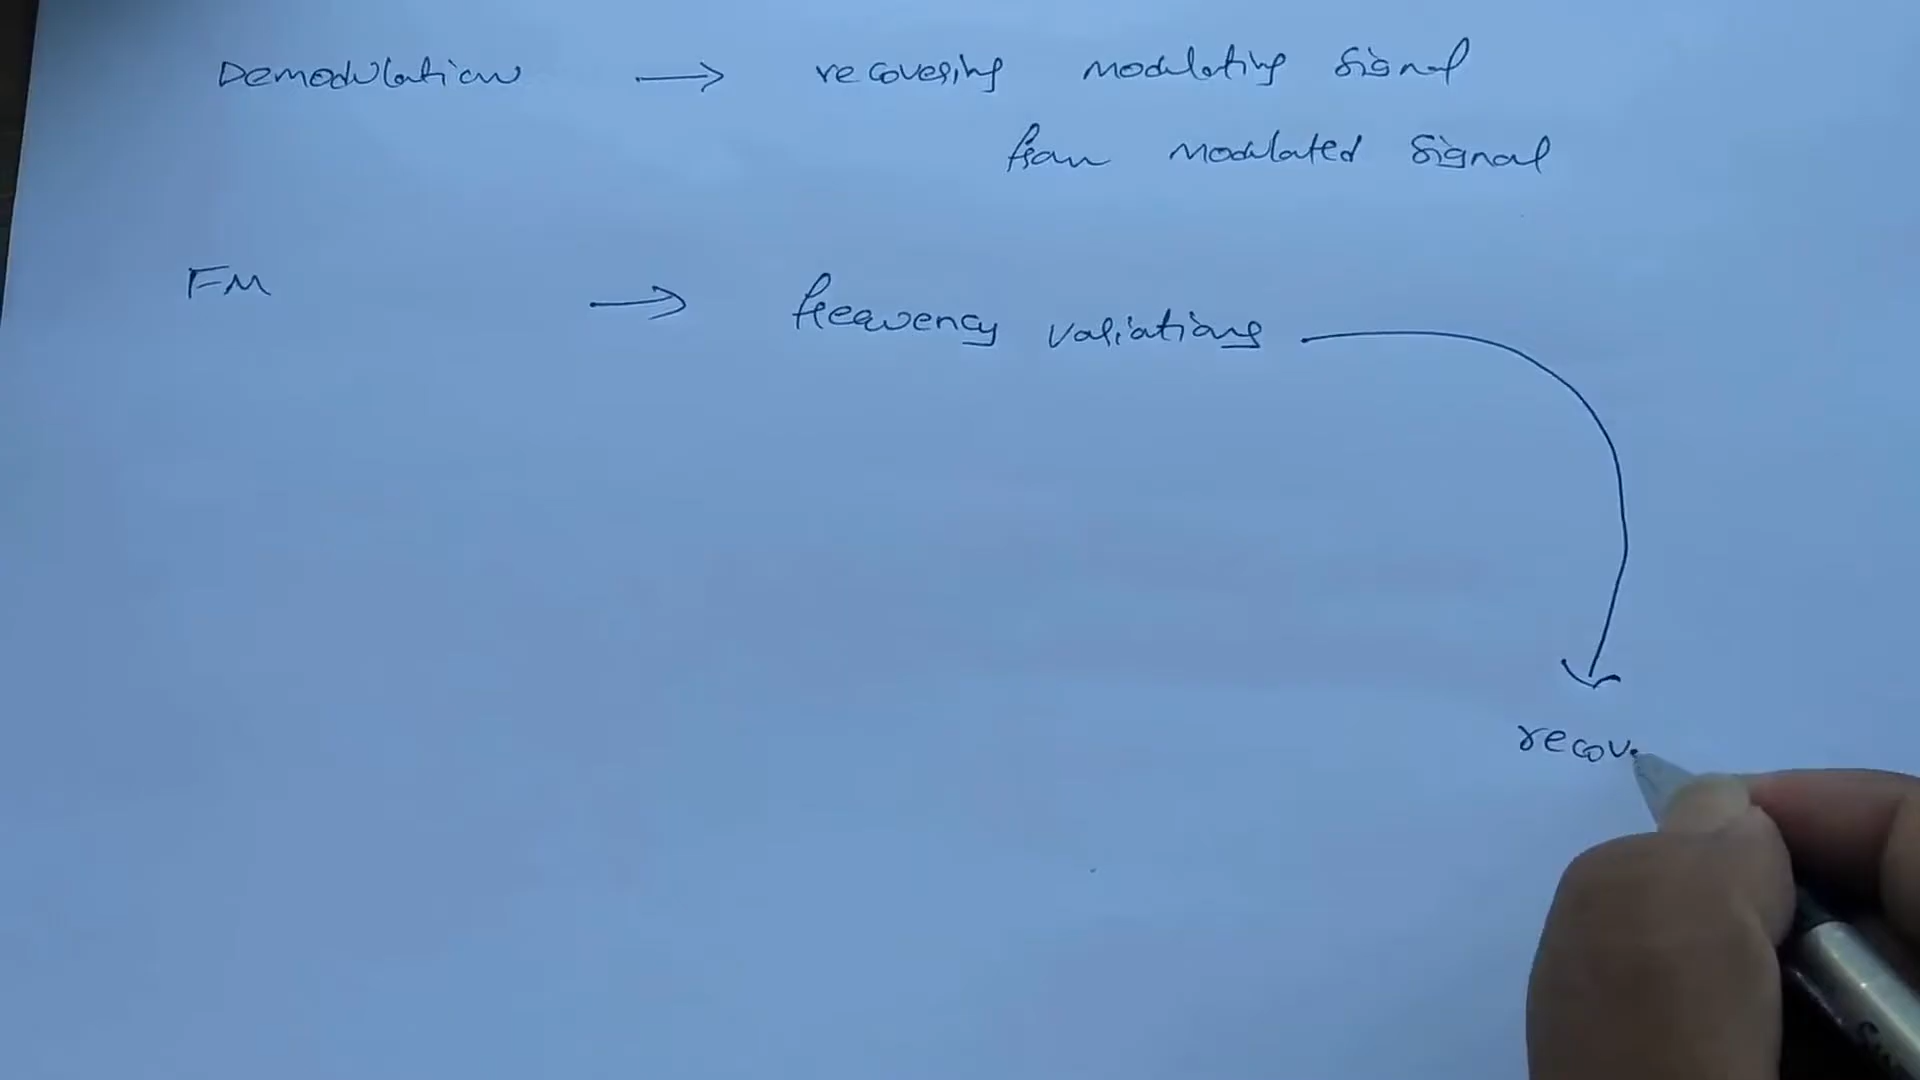 Demodulation → recovering modulating signal
from modulated signal
FM → frequency variations
recov